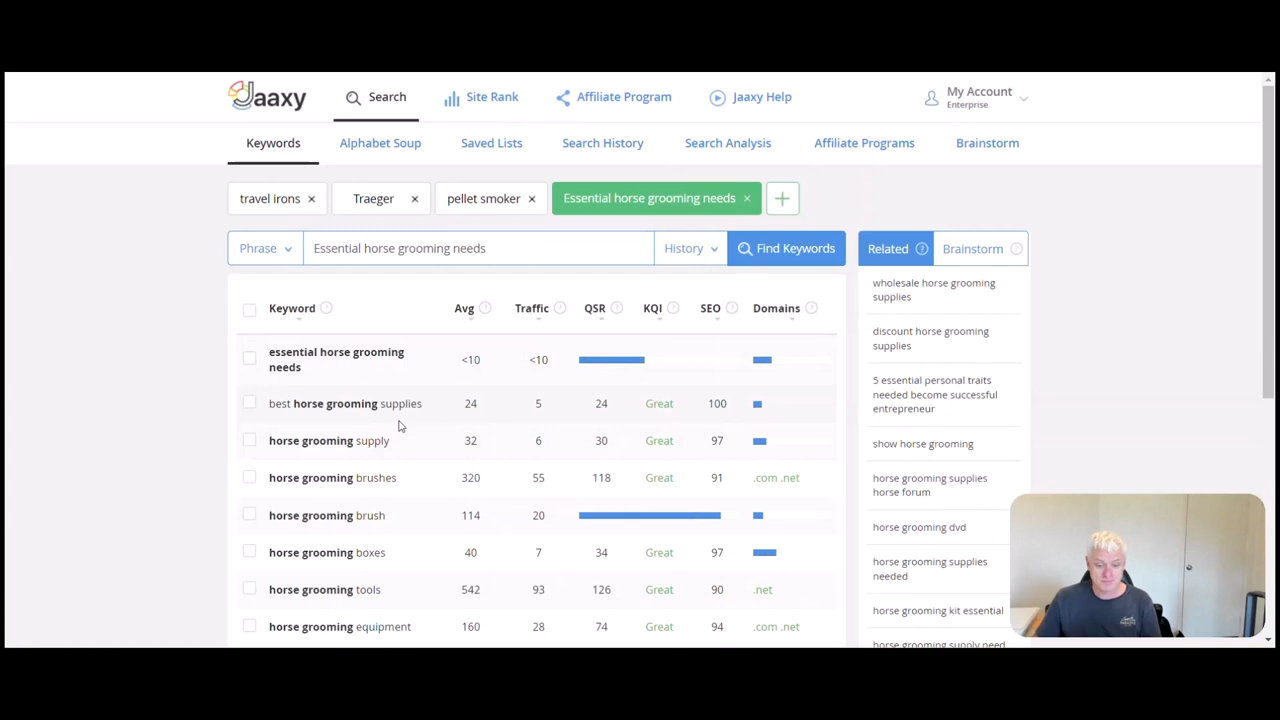 Jaaxy
Search
Site Rank
Affiliate Program
Jaaxy Help
My Account
Enterprise
Keywords
Alphabet Soup
Saved Lists
Search History
Search Analysis
Affiliate Programs
Brainstorm
travel irons ×
Traeger ×
pellet smoker ×
Essential horse grooming needs ×
+
Phrase
Essential horse grooming needs
History
Find Keywords
Related ?
Brainstorm ?
Keyword ? Avg ? Traffic ? QSR ? KQI ? SEO ? Domains ?
essential horse grooming
needs
<10 <10
best horse grooming supplies 24 5 24 Great 100
horse grooming supply 32 6 30 Great 97
horse grooming brushes 320 55 118 Great 91 .com .net
horse grooming brush 114 20
horse grooming boxes 40 7 34 Great 97
horse grooming tools 542 93 126 Great 90 .net
horse grooming equipment 160 28 74 Great 94 .com .net
wholesale horse grooming
supplies
discount horse grooming
supplies
5 essential personal traits
needed become successful
entrepreneur
show horse grooming
horse grooming supplies
horse forum
horse grooming dvd
horse grooming supplies
needed
horse grooming kit essential
horse grooming supply need